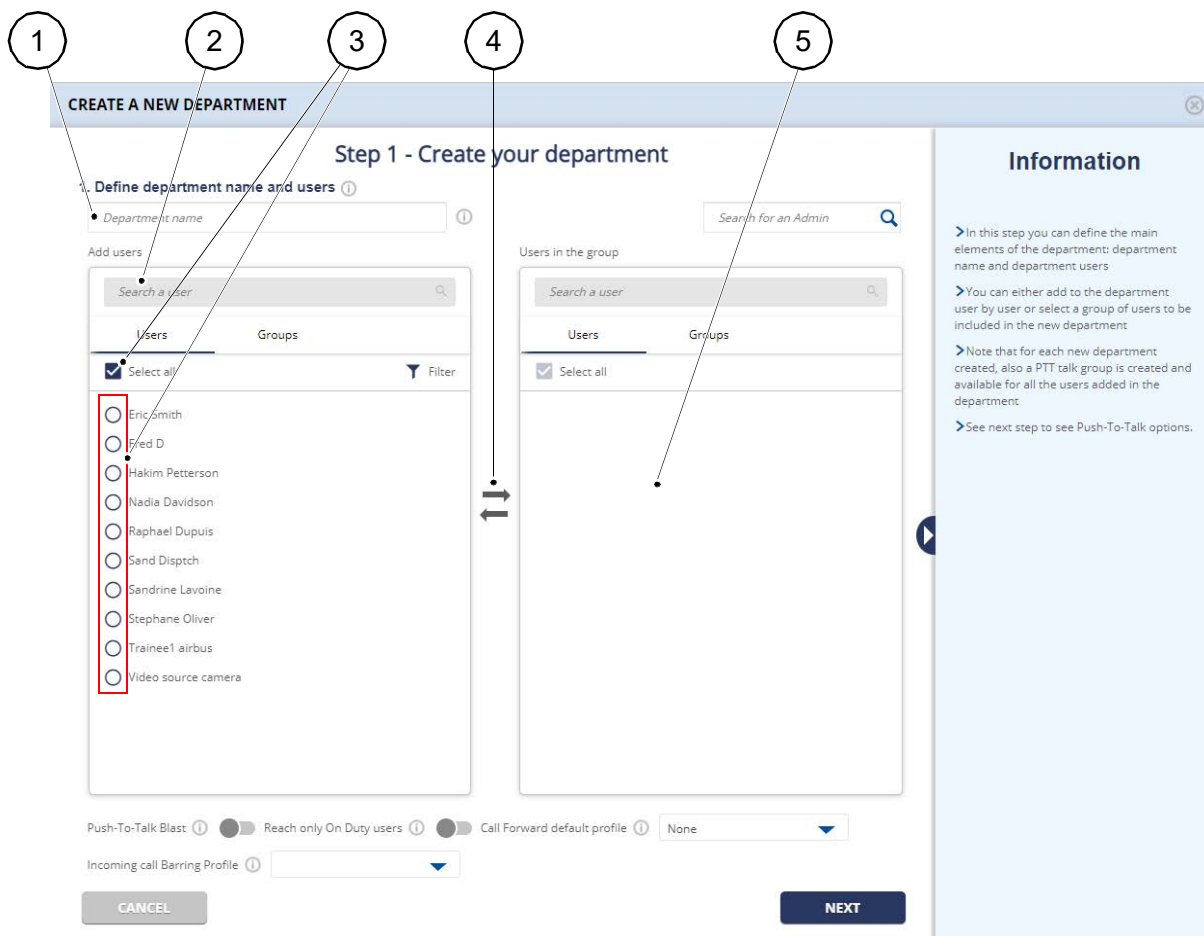 1 2 3 4 5
CREATE A NEW DEPARTMENT
Step 1 - Create your department
1. Define department name and users
Department name
Search for an Admin
Add users
Users in the group
Search a user
Users Groups
Select all Filter
Eric Smith
Fred D
Hakim Petterson
Nadia Davidson
Raphael Dupuis
Sand Disptch
Sandrine Lavoine
Stephane Oliver
Trainee1 airbus
Video source camera
Search a user
Users Groups
Select all
Push-To-Talk Blast Reach only On Duty users Call Forward default profile None
Incoming call Barring Profile
CANCEL
NEXT
Information
In this step you can define the main
elements of the department: department
name and department users
You can either add to the department
user by user or select a group of users to be
included in the new department
Note that for each new department
created, also a PTT talk group is created and
available for all the users added in the
department
See next step to see Push-To-Talk options.